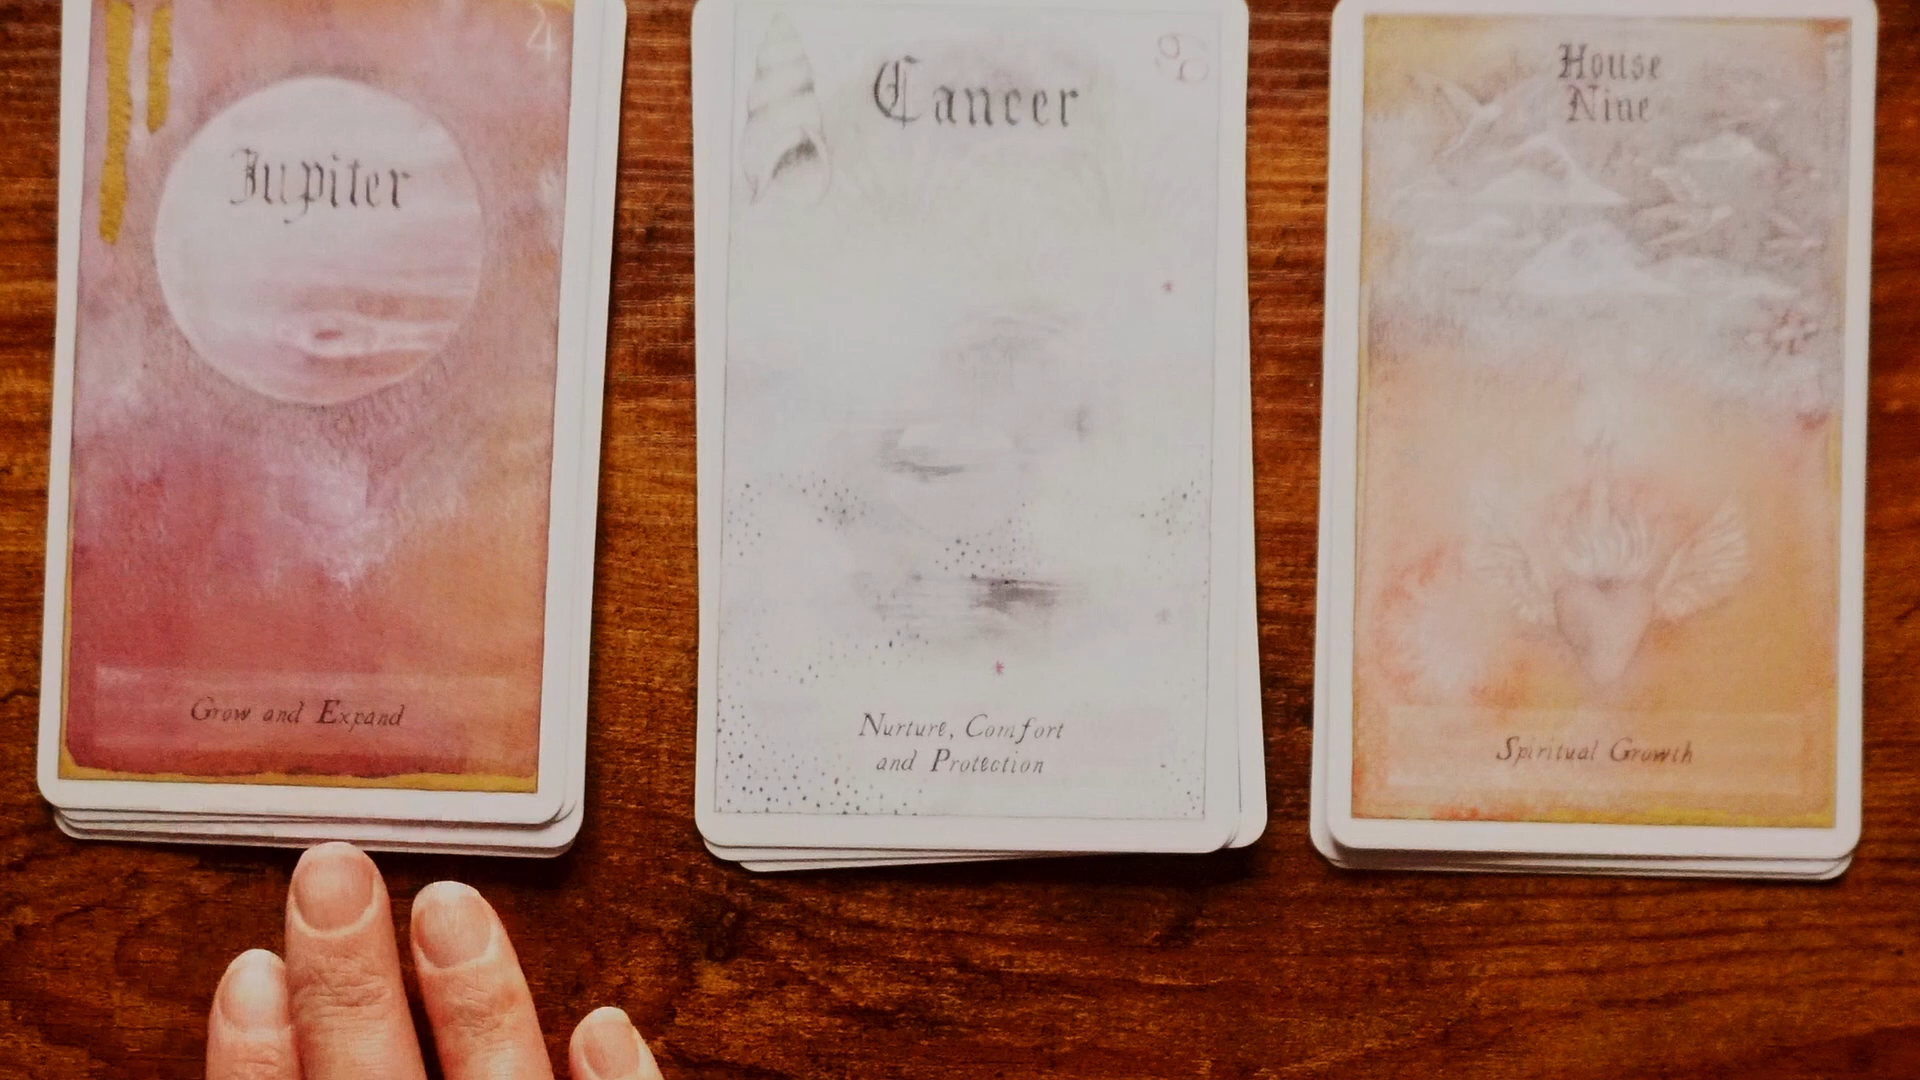 Jupiter
Grow and Expand
Cancer
Nurture, Comfort
and Protection
House
Nine
Spiritual Growth